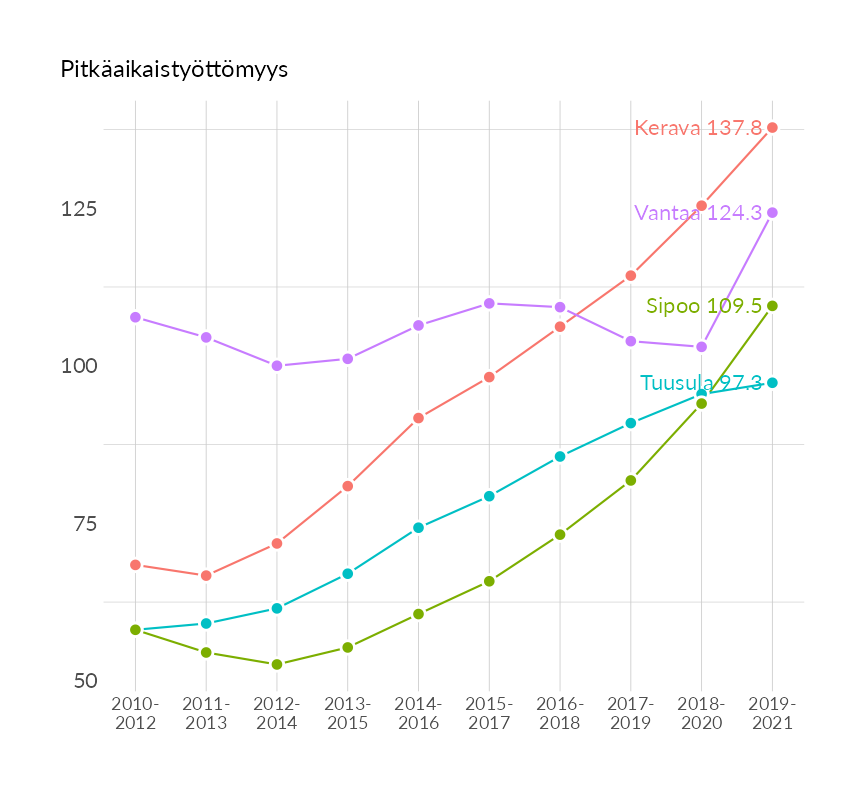 Pitkäaikaistyöttömyys
Kerava 137.8
125
Vantaa 124.3
Sipoo 109.5
100
Tuusula 97.3
75
50
2010- 2011- 2012- 2013- 2014- 2015- 2016- 2017- 2018- 2019-
2012 2013 2014 2015 2016 2017 2018 2019 2020 2021